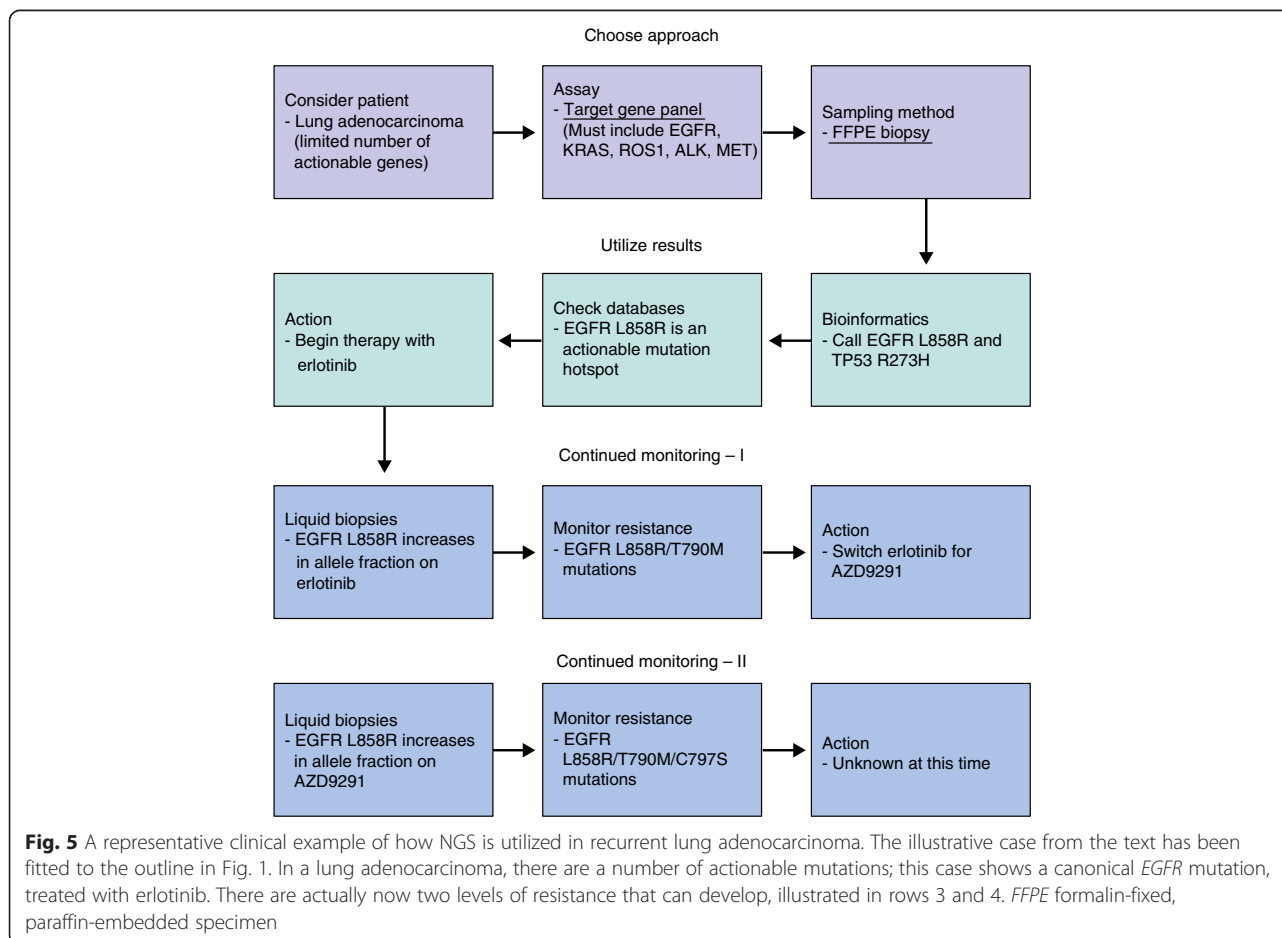 Choose approach
Consider patient
- Lung adenocarcinoma
(limited number of
actionable genes)
Assay
- Target gene panel
(Must include EGFR,
KRAS, ROS1, ALK, MET)
Sampling method
- FFPE biopsy
Utilize results
Action
- Begin therapy with
erlotinib
Check databases
- EGFR L858R is an
actionable mutation
hotspot
Bioinformatics
- Call EGFR L858R and
TP53 R273H
Continued monitoring – I
Liquid biopsies
- EGFR L858R increases
in allele fraction on
erlotinib
Monitor resistance
- EGFR L858R/T790M
mutations
Action
- Switch erlotinib for
AZD9291
Continued monitoring – II
Liquid biopsies
- EGFR L858R increases
in allele fraction on
AZD9291
Monitor resistance
- EGFR
L858R/T790M/C797S
mutations
Action
- Unknown at this time
Fig. 5 A representative clinical example of how NGS is utilized in recurrent lung adenocarcinoma. The illustrative case from the text has been
fitted to the outline in Fig. 1. In a lung adenocarcinoma, there are a number of actionable mutations; this case shows a canonical EGFR mutation,
treated with erlotinib. There are actually now two levels of resistance that can develop, illustrated in rows 3 and 4. FFPE formalin-fixed,
paraffin-embedded specimen